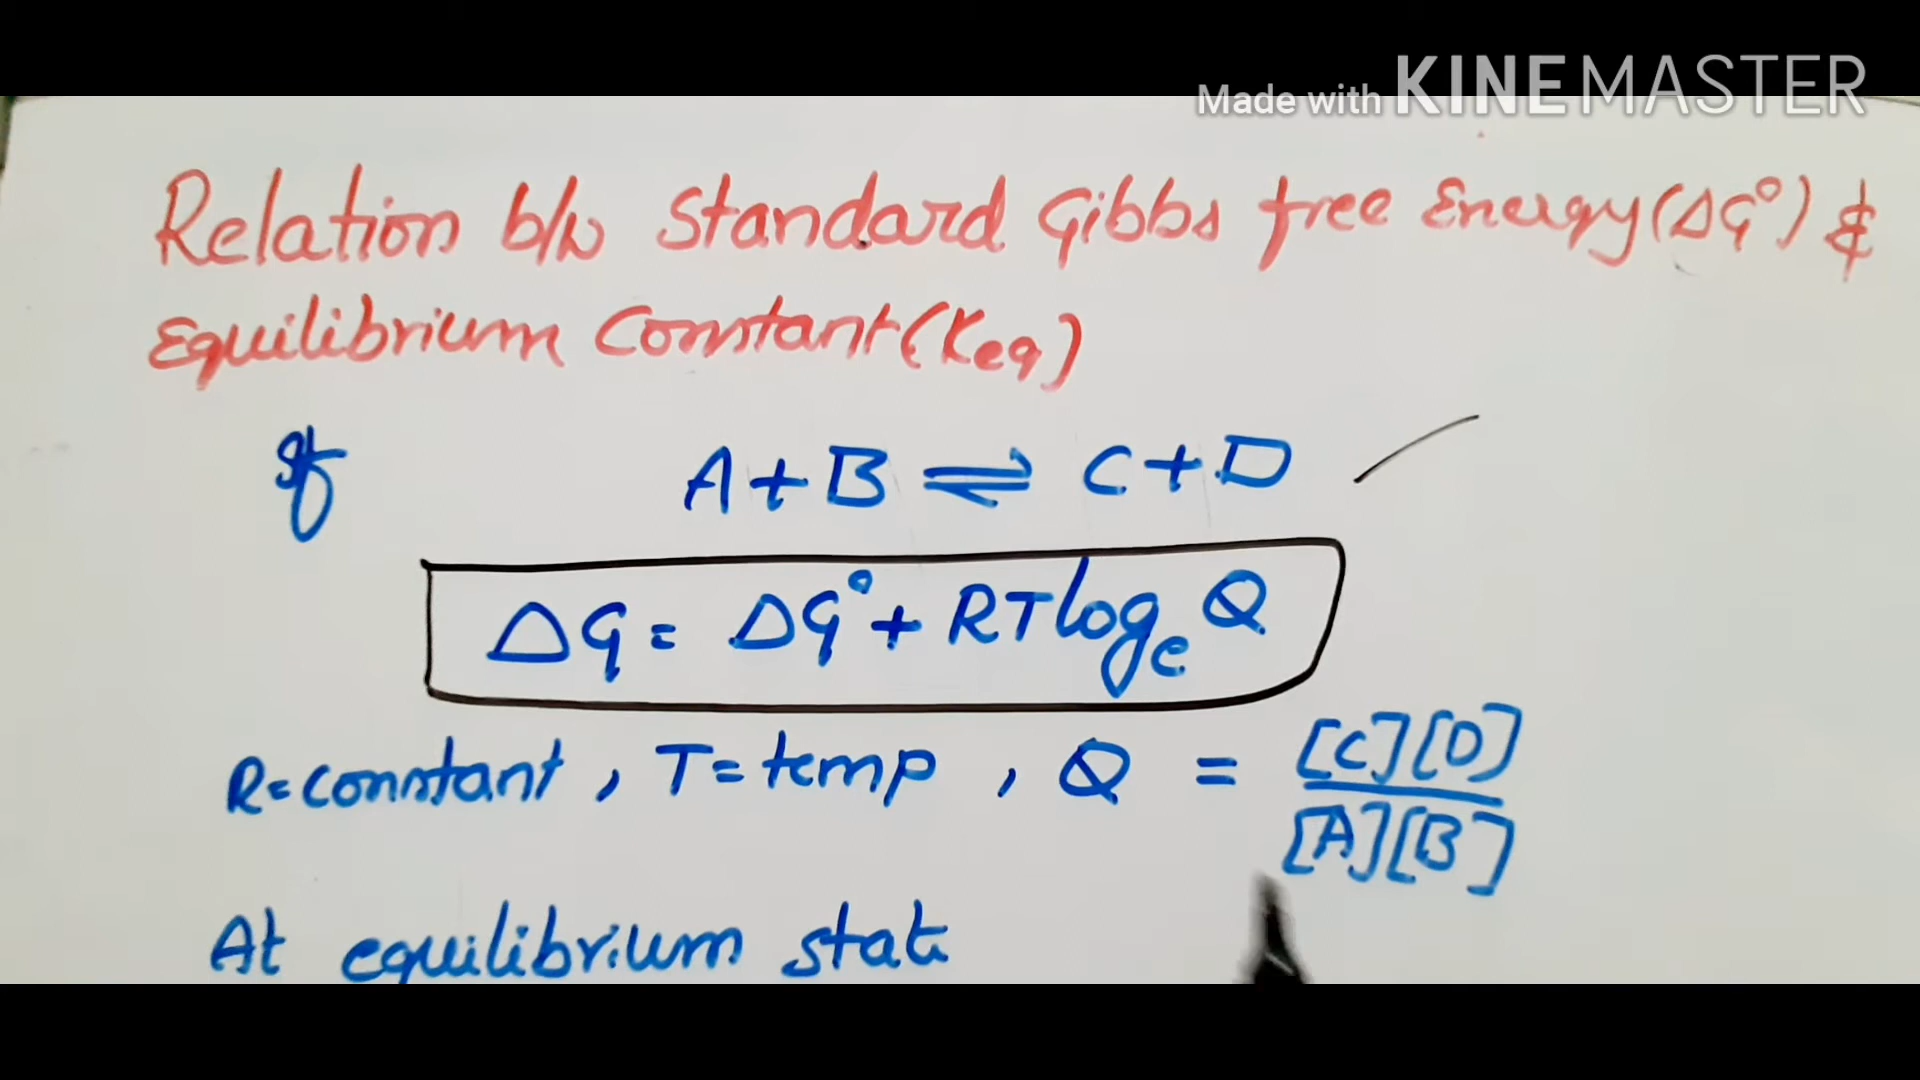 Made with KINEMASTER
Relation b/w Standard Gibbs free Energy (ΔG°) &
Equilibrium Constant (Keq)
If A + B ⇌ C + D
ΔG = ΔG° + RT logₑ Q
R = constant, T = temp, Q = [C][D] / [A][B]
At equilibrium state